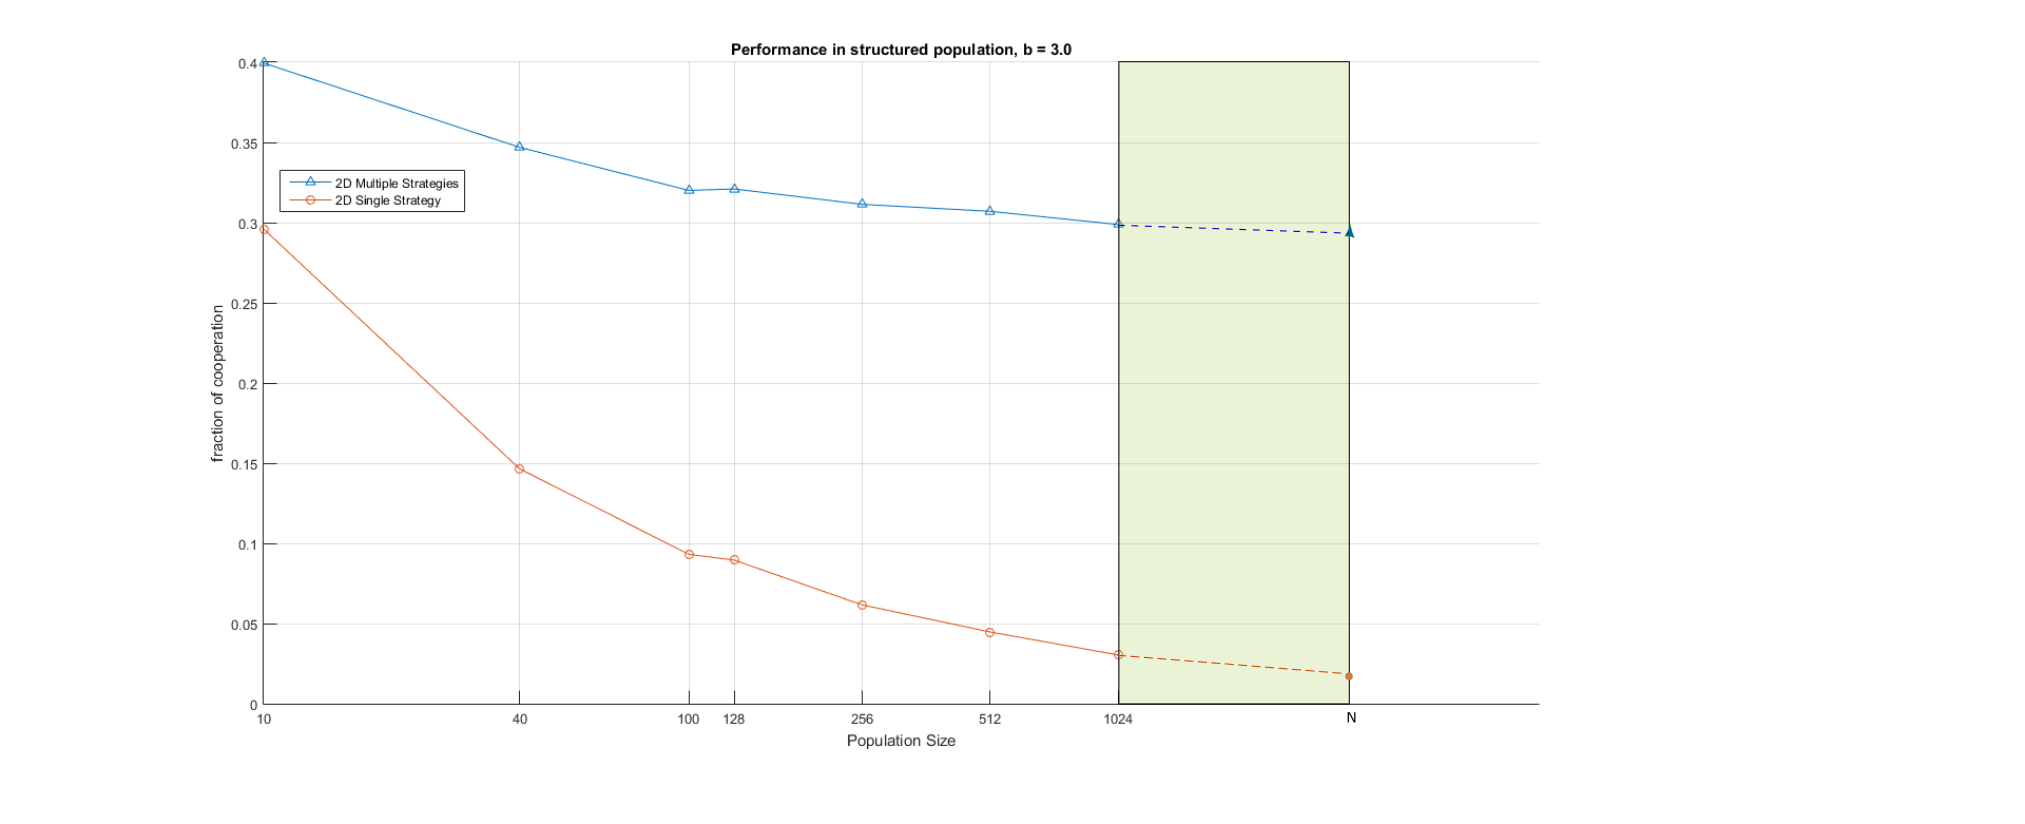 Performance in structured population, b = 3.0
0.4
0.35
0.3
0.25
0.2
0.15
0.1
0.05
0
fraction of cooperation
2D Multiple Strategies
2D Single Strategy
10 40 100 128 256 512 1024 N
Population Size